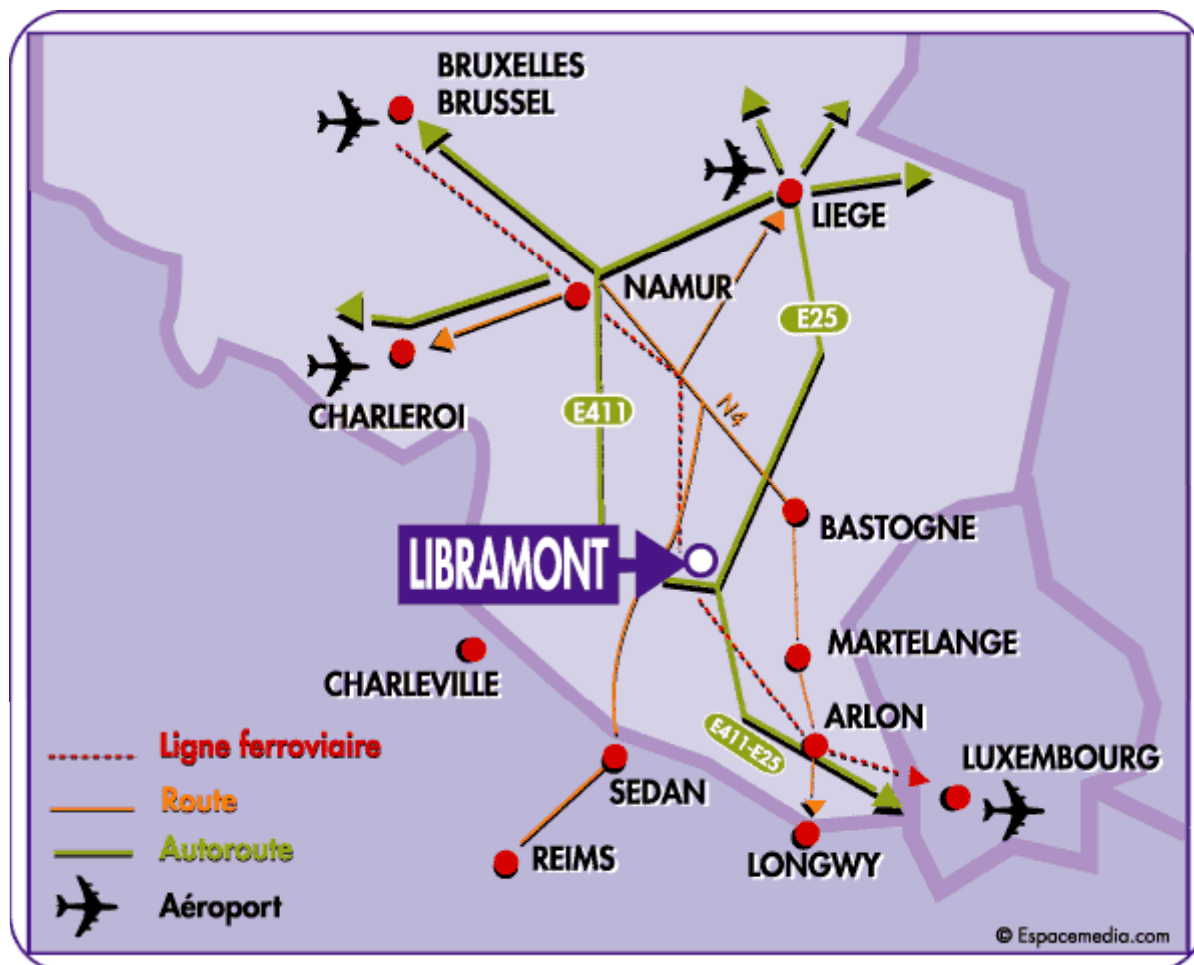 BRUXELLES
BRUSSEL
LIEGE
NAMUR
E25
CHARLEROI
E411
N4
BASTOGNE
LIBRAMONT
MARTELANGE
CHARLEVILLE
ARLON
E411-E25
LUXEMBOURG
SEDAN
REIMS
LONGWY
Ligne ferroviaire
Route
Autoroute
Aéroport
© Espacemedia.com